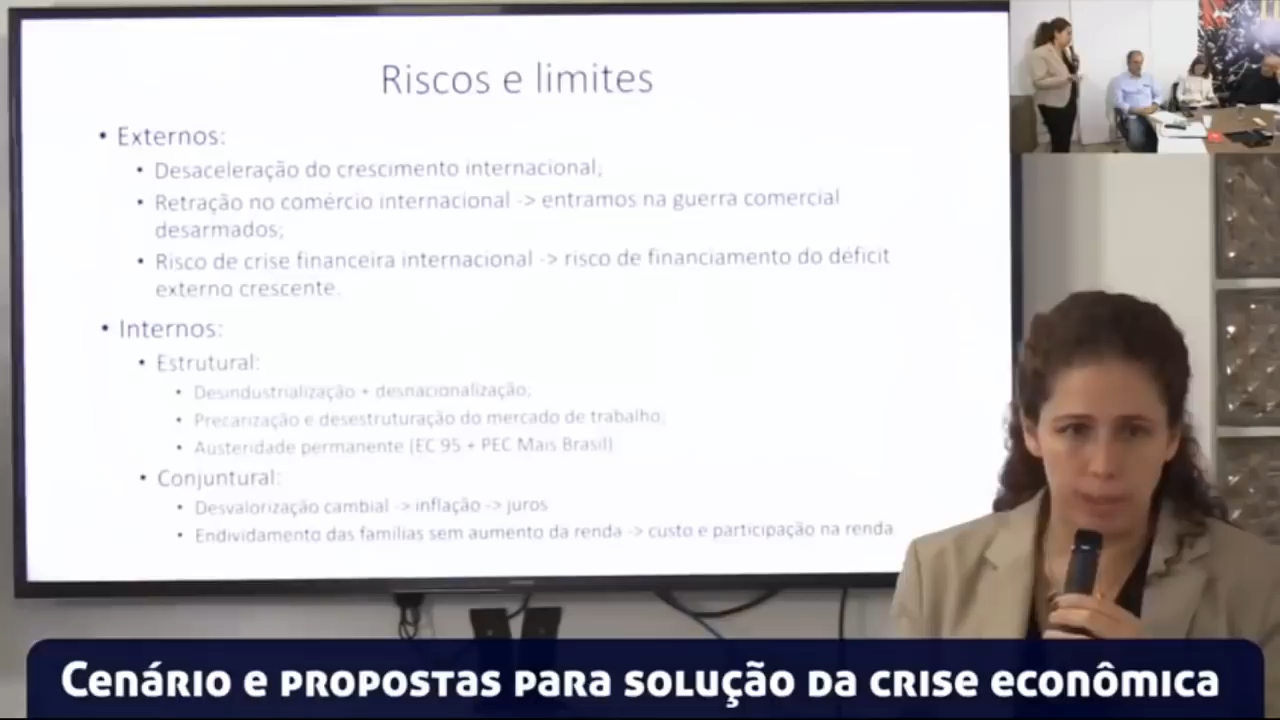 Riscos e limites
• Externos:
• Desaceleração do crescimento internacional;
• Retração no comércio internacional -> entramos na guerra comercial
desarmados;
• Risco de crise financeira internacional -> risco de financiamento do déficit
externo crescente.
• Internos:
• Estrutural:
• Desindustrialização + desnacionalização;
• Precarização e desestruturação do mercado de trabalho;
• Austeridade permanente (EC 95 + PEC Mais Brasil)
• Conjuntural:
• Desvalorização cambial -> inflação -> juros
• Endividamento das famílias sem aumento da renda -> custo e participação na renda
Cenário e propostas para solução da crise econômica